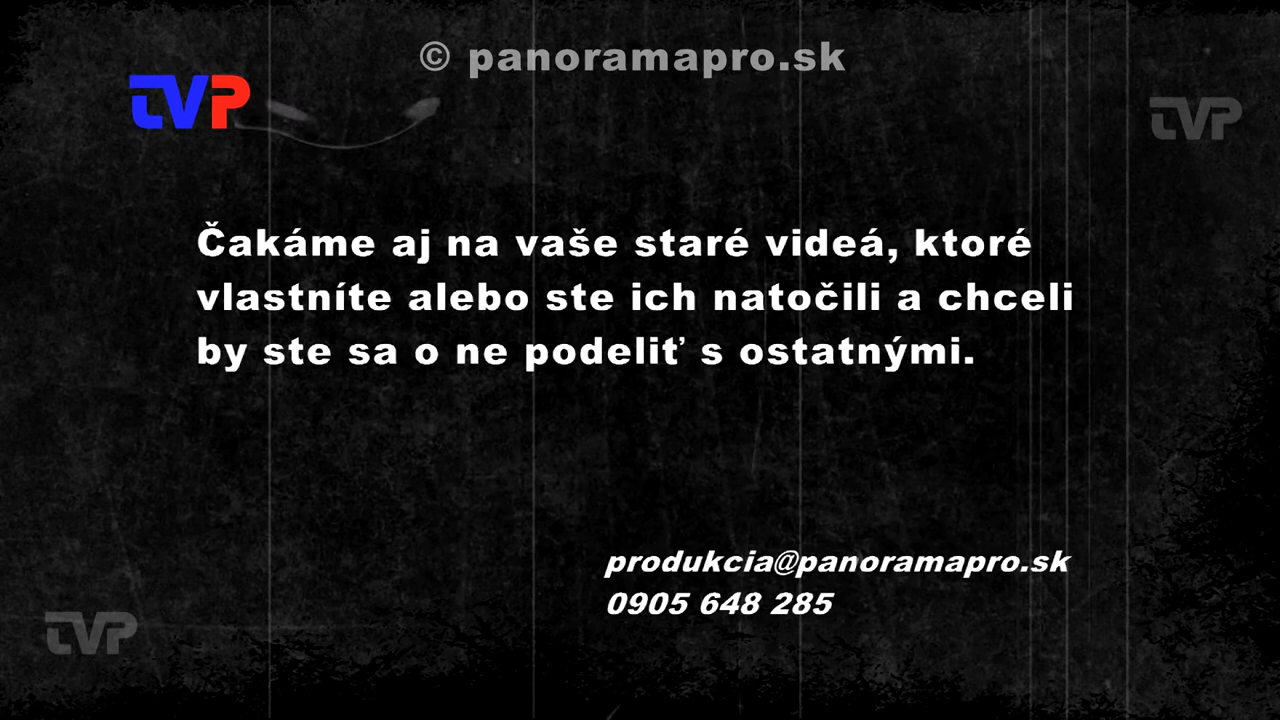 © panoramapro.sk
TVP
TVP
Čakáme aj na vaše staré videá, ktoré
vlastníte alebo ste ich natočili a chceli
by ste sa o ne podeliť s ostatnými.
produkcia@panoramapro.sk
0905 648 285
TVP